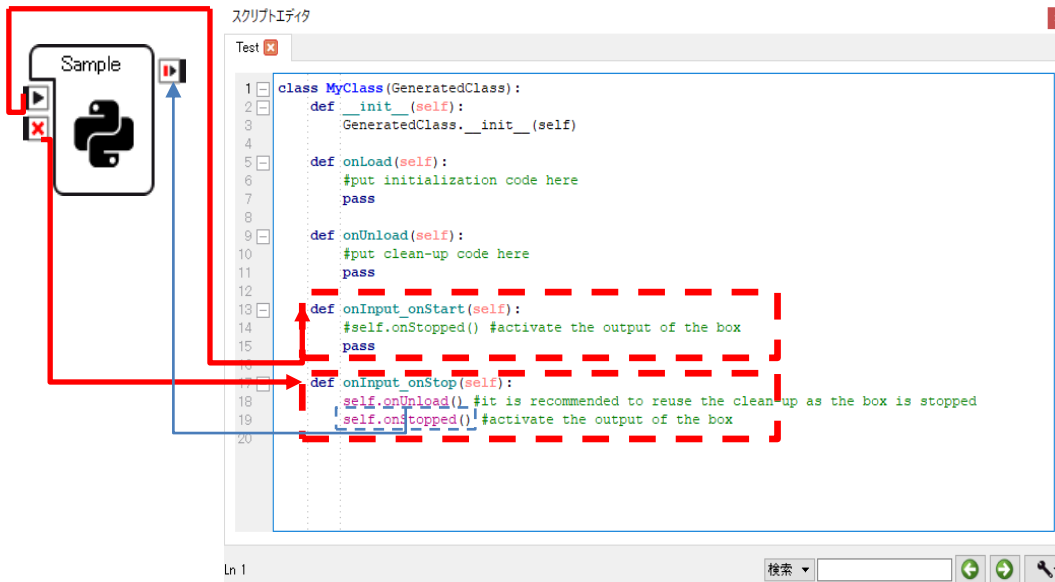 スクリプトエディタ
Test
Sample
1 class MyClass(GeneratedClass):
2 def __init__(self):
3 GeneratedClass.__init__(self)
4
5 def onLoad(self):
6 #put initialization code here
7 pass
8
9 def onUnload(self):
10 #put clean-up code here
11 pass
12
13 def onInput_onStart(self):
14 #self.onStopped() #activate the output of the box
15 pass
16
17 def onInput_onStop(self):
18 self.onUnload() #it is recommended to reuse the clean-up as the box is stopped
19 self.onStopped() #activate the output of the box
20
Ln 1
検索